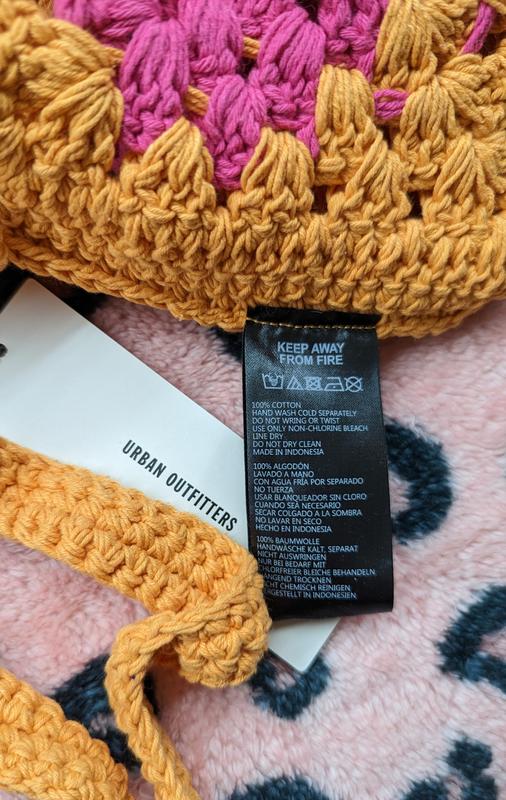 KEEP AWAY
FROM FIRE
100% COTTON
HAND WASH COLD SEPARATELY
DO NOT WRING OR TWIST
USE ONLY NON-CHLORINE BLEACH
LINE DRY
DO NOT DRY CLEAN
MADE IN INDONESIA
100% ALGODÓN
LAVADO A MANO
CON AGUA FRÍA POR SEPARADO
NO TUERZA
USAR BLANQUEADOR SIN CLORO
CUANDO SEA NECESARIO
SECAR COLGADO A LA SOMBRA
NO LAVAR EN SECO
HECHO EN INDONESIA
100% BAUMWOLLE
HANDWÄSCHE KALT, SEPARAT
NICHT AUSWRINGEN
NUR BEI BEDARF MIT
CHLORFREIER BLEICHE BEHANDELN
HÄNGEND TROCKNEN
NICHT CHEMISCH REINIGEN
HERGESTELLT IN INDONESIEN
URBAN OUTFITTERS